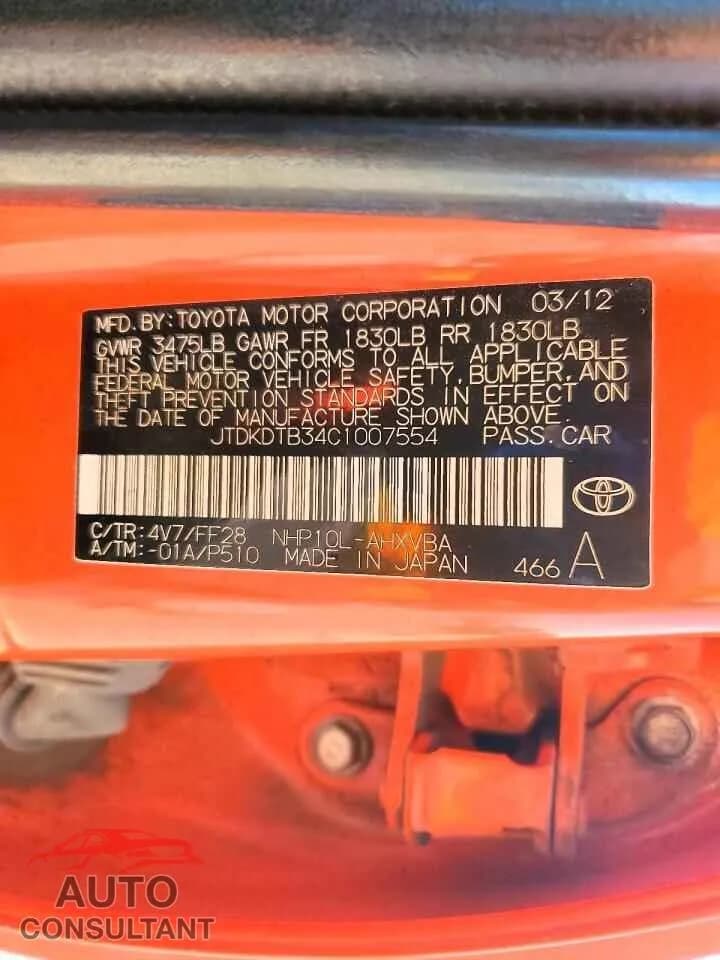 MFD. BY: TOYOTA MOTOR CORPORATION 03/12
GVWR 3475LB GAWR FR 1830LB RR 1830LB
THIS VEHICLE CONFORMS TO ALL APPLICABLE
FEDERAL MOTOR VEHICLE SAFETY, BUMPER, AND
THEFT PREVENTION STANDARDS IN EFFECT ON
THE DATE OF MANUFACTURE SHOWN ABOVE.
JTDKDTB34C1007554 PASS. CAR
C/TR: 4V7/FF28 NHP10L-AHXVBA
A/TM: -01A/P510 MADE IN JAPAN 466 A
AUTO
CONSULTANT